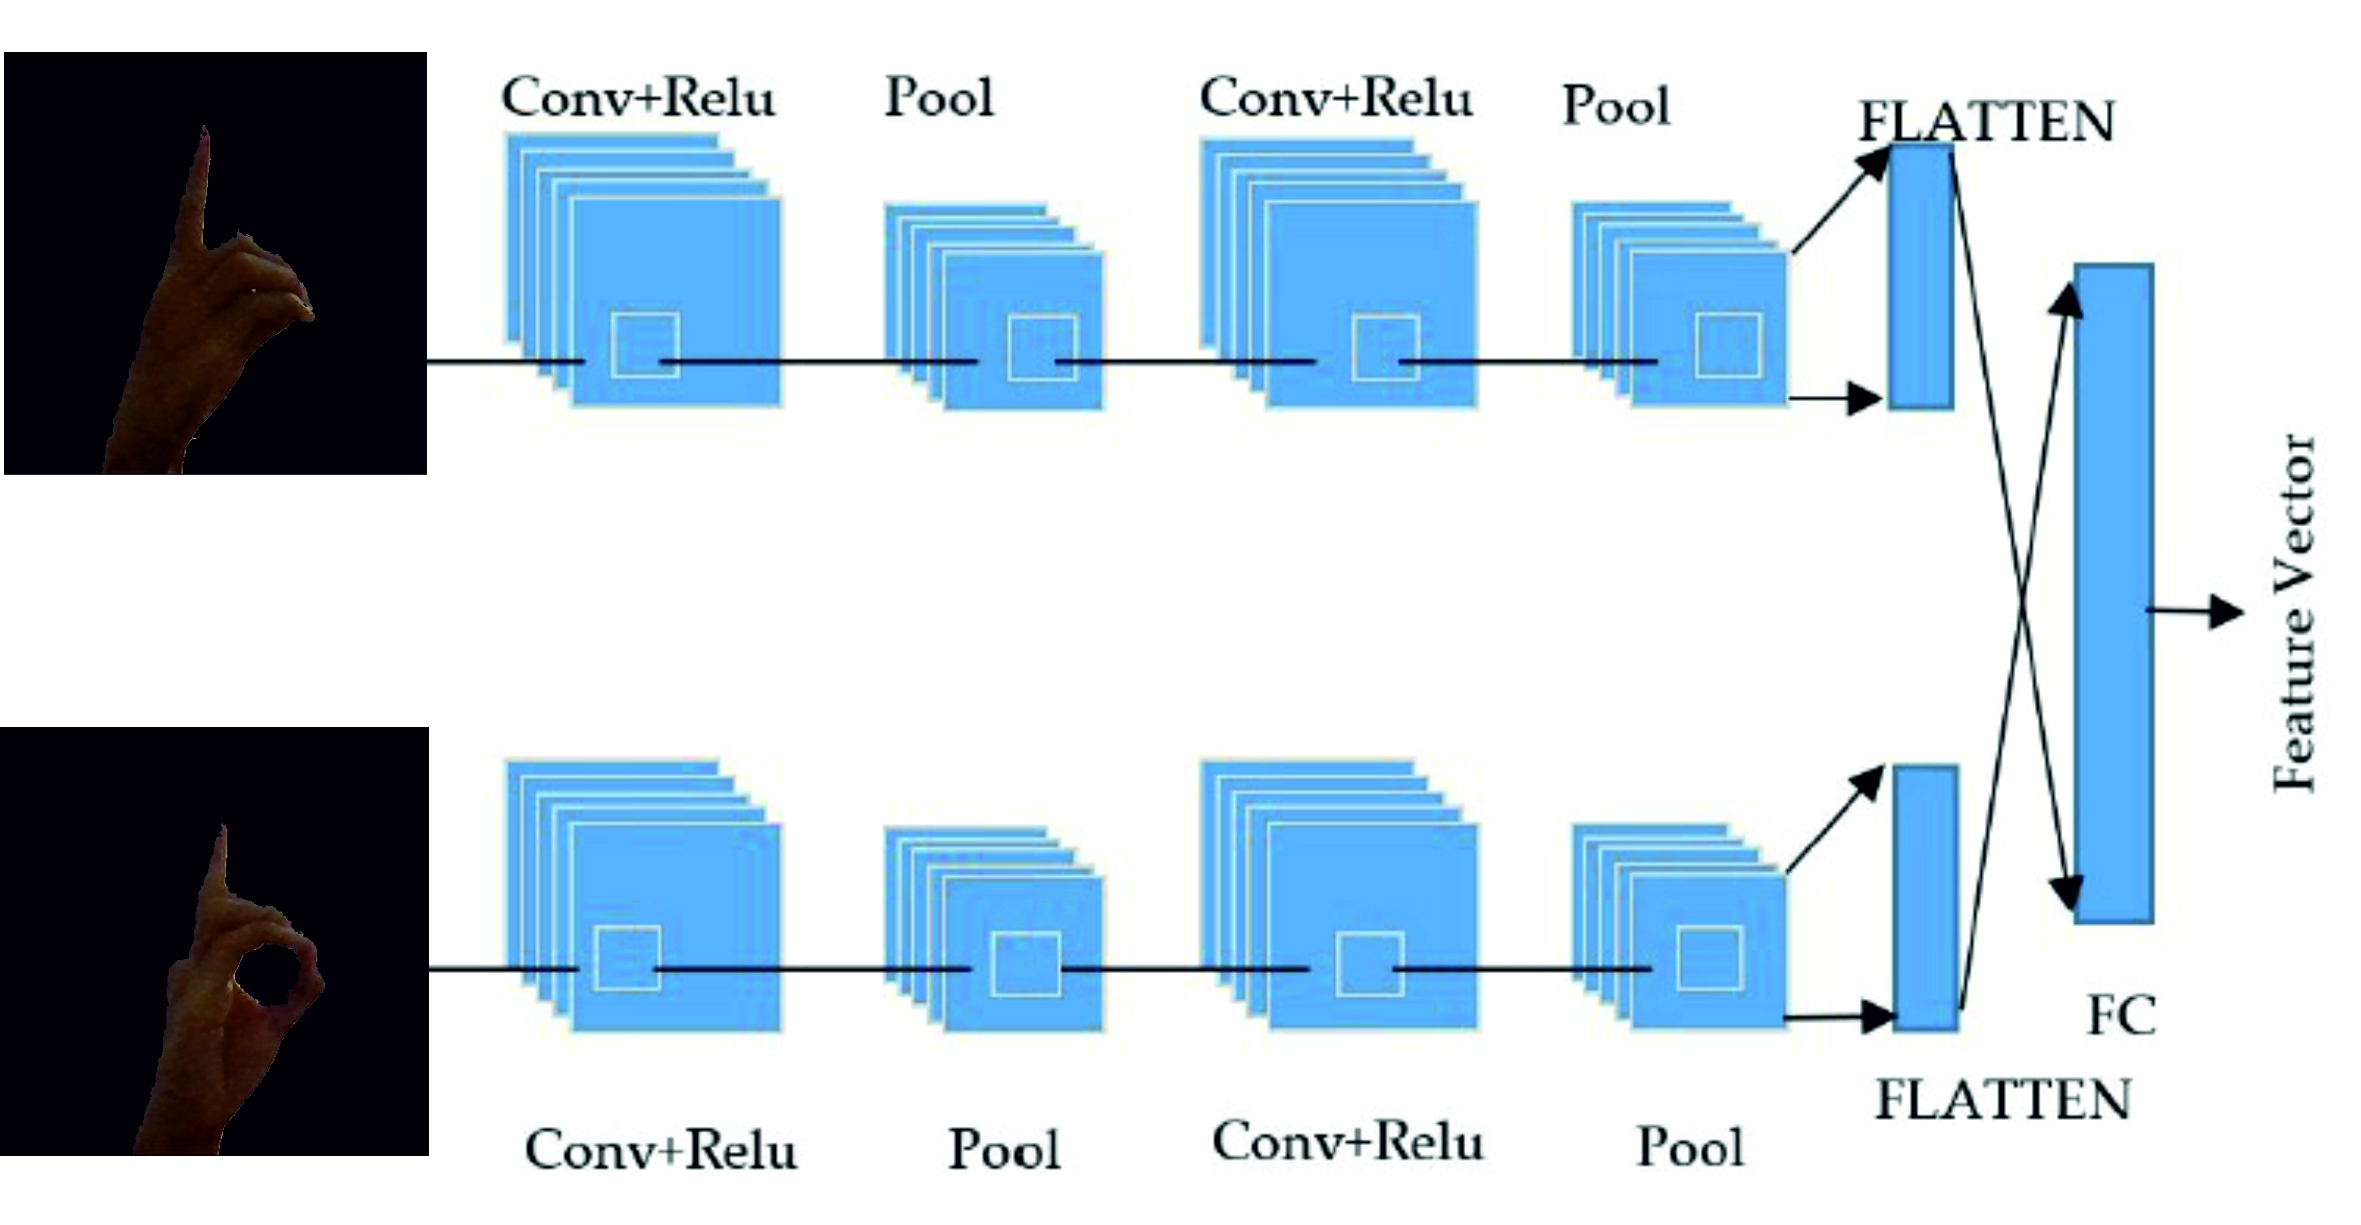 Conv+Relu
Pool
Conv+Relu
Pool
FLATTEN
Feature Vector
FC
FLATTEN
Conv+Relu
Pool
Conv+Relu
Pool